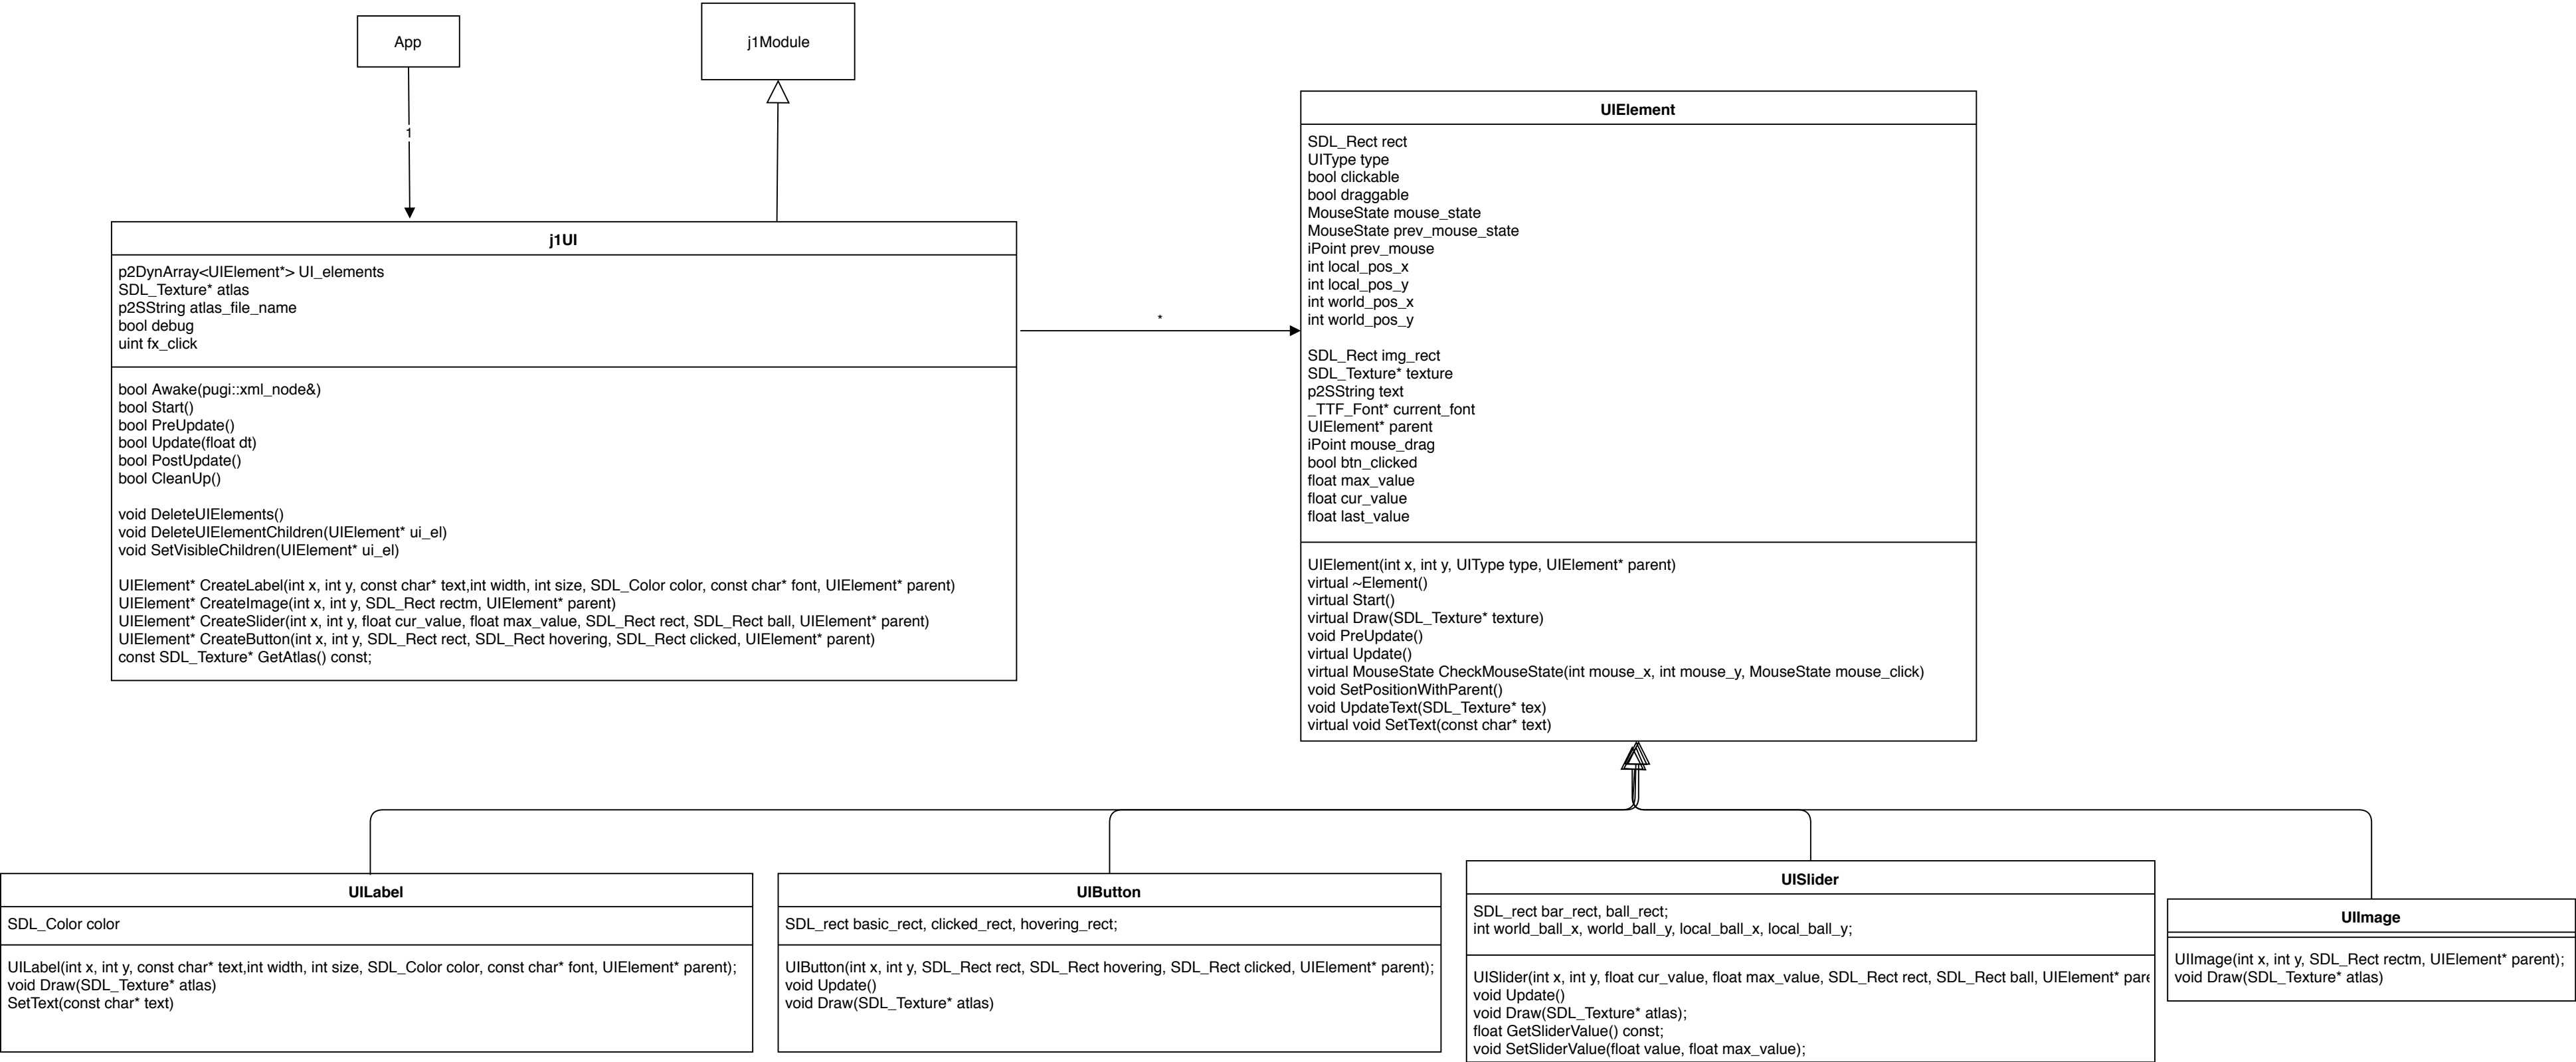 App
j1Module
1
j1UI
p2DynArray<UIElement*> UI_elements
SDL_Texture* atlas
p2SString atlas_file_name
bool debug
uint fx_click
bool Awake(pugi::xml_node&)
bool Start()
bool PreUpdate()
bool Update(float dt)
bool PostUpdate()
bool CleanUp()
void DeleteUIElements()
void DeleteUIElementChildren(UIElement* ui_el)
void SetVisibleChildren(UIElement* ui_el)
UIElement* CreateLabel(int x, int y, const char* text,int width, int size, SDL_Color color, const char* font, UIElement* parent)
UIElement* CreateImage(int x, int y, SDL_Rect rectm, UIElement* parent)
UIElement* CreateSlider(int x, int y, float cur_value, float max_value, SDL_Rect rect, SDL_Rect ball, UIElement* parent)
UIElement* CreateButton(int x, int y, SDL_Rect rect, SDL_Rect hovering, SDL_Rect clicked, UIElement* parent)
const SDL_Texture* GetAtlas() const;
*
UIElement
SDL_Rect rect
UIType type
bool clickable
bool draggable
MouseState mouse_state
MouseState prev_mouse_state
iPoint prev_mouse
int local_pos_x
int local_pos_y
int world_pos_x
int world_pos_y
SDL_Rect img_rect
SDL_Texture* texture
p2SString text
_TTF_Font* current_font
UIElement* parent
iPoint mouse_drag
bool btn_clicked
float max_value
float cur_value
float last_value
UIElement(int x, int y, UIType type, UIElement* parent)
virtual ~Element()
virtual Start()
virtual Draw(SDL_Texture* texture)
void PreUpdate()
virtual Update()
virtual MouseState CheckMouseState(int mouse_x, int mouse_y, MouseState mouse_click)
void SetPositionWithParent()
void UpdateText(SDL_Texture* tex)
virtual void SetText(const char* text)
UILabel
SDL_Color color
UILabel(int x, int y, const char* text,int width, int size, SDL_Color color, const char* font, UIElement* parent);
void Draw(SDL_Texture* atlas)
SetText(const char* text)
UIButton
SDL_rect basic_rect, clicked_rect, hovering_rect;
UIButton(int x, int y, SDL_Rect rect, SDL_Rect hovering, SDL_Rect clicked, UIElement* parent);
void Update()
void Draw(SDL_Texture* atlas)
UISlider
SDL_rect bar_rect, ball_rect;
int world_ball_x, world_ball_y, local_ball_x, local_ball_y;
UISlider(int x, int y, float cur_value, float max_value, SDL_Rect rect, SDL_Rect ball, UIElement* pare
void Update()
void Draw(SDL_Texture* atlas);
float GetSliderValue() const;
void SetSliderValue(float value, float max_value);
UIImage
UIImage(int x, int y, SDL_Rect rectm, UIElement* parent);
void Draw(SDL_Texture* atlas)